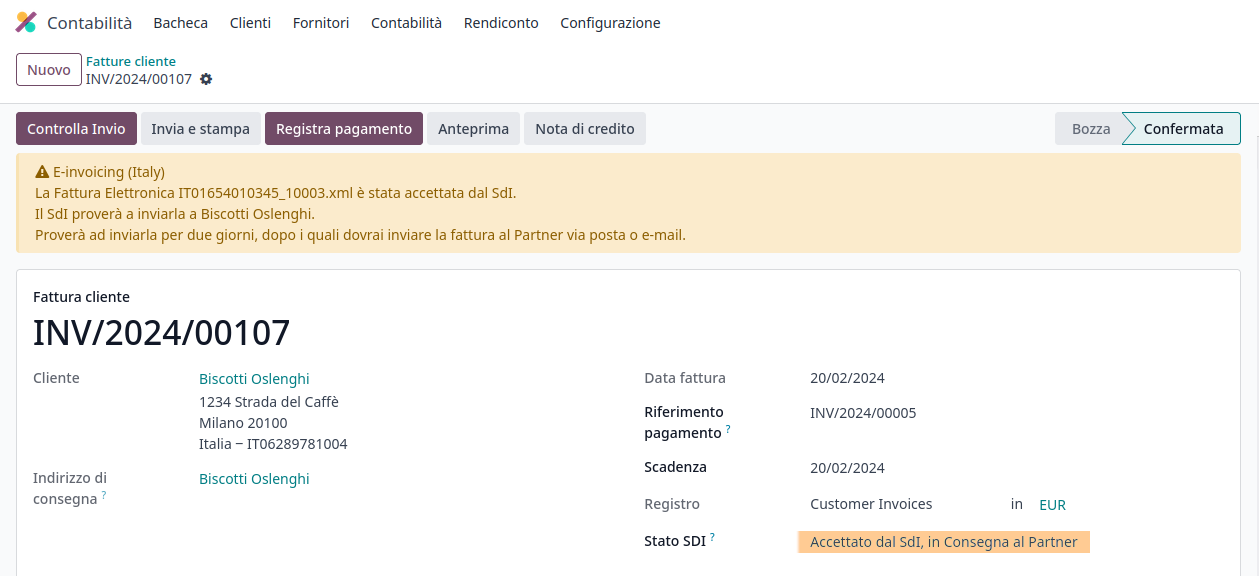 Contabilità Bacheca Clienti Fornitori Contabilità Rendiconto Configurazione
Nuovo
Fatture cliente
INV/2024/00107
Controlla Invio Invia e stampa Registra pagamento Anteprima Nota di credito Bozza Confermata
E-invoicing (Italy)
La Fattura Elettronica IT01654010345_10003.xml è stata accettata dal SdI.
Il SdI proverà a inviarla a Biscotti Oslenghi.
Proverà ad inviarla per due giorni, dopo i quali dovrai inviare la fattura al Partner via posta o e-mail.
Fattura cliente
INV/2024/00107
Cliente Biscotti Oslenghi
1234 Strada del Caffè
Milano 20100
Italia – IT06289781004
Indirizzo di consegna ? Biscotti Oslenghi
Data fattura 20/02/2024
Riferimento pagamento ? INV/2024/00005
Scadenza 20/02/2024
Registro Customer Invoices in EUR
Stato SDI ? Accettato dal SdI, in Consegna al Partner